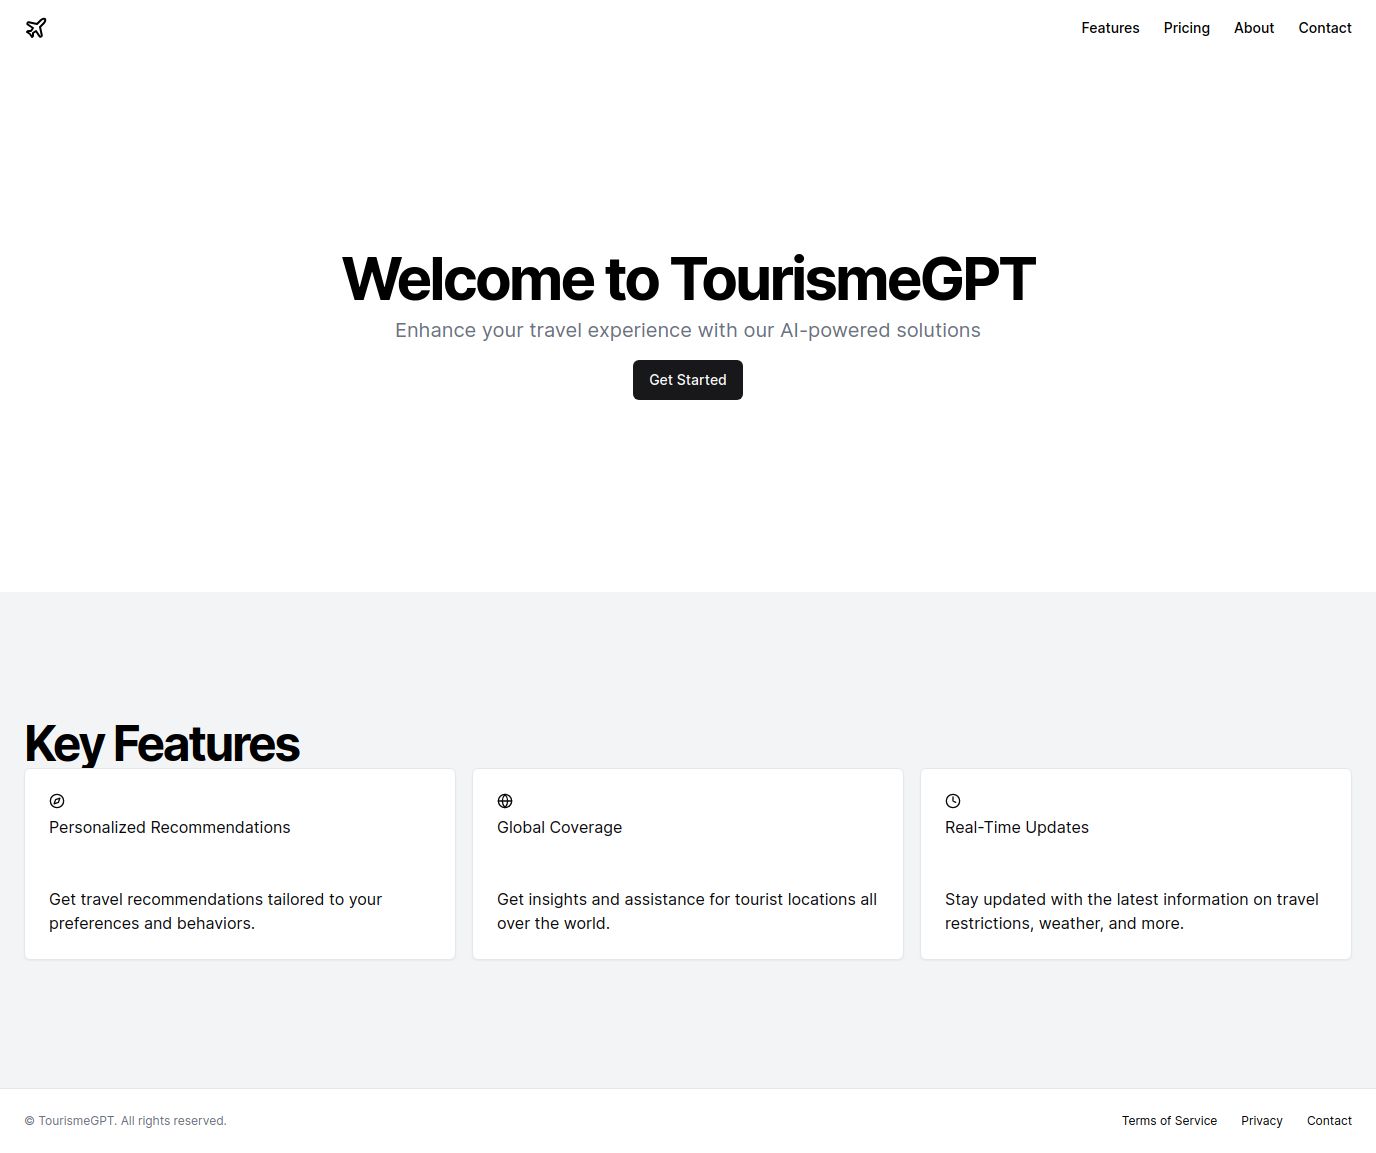 Features Pricing About Contact
Welcome to TourismeGPT
Enhance your travel experience with our AI-powered solutions
Get Started
Key Features
Personalized Recommendations
Get travel recommendations tailored to your
preferences and behaviors.
Global Coverage
Get insights and assistance for tourist locations all
over the world.
Real-Time Updates
Stay updated with the latest information on travel
restrictions, weather, and more.
© TourismeGPT. All rights reserved.
Terms of Service Privacy Contact